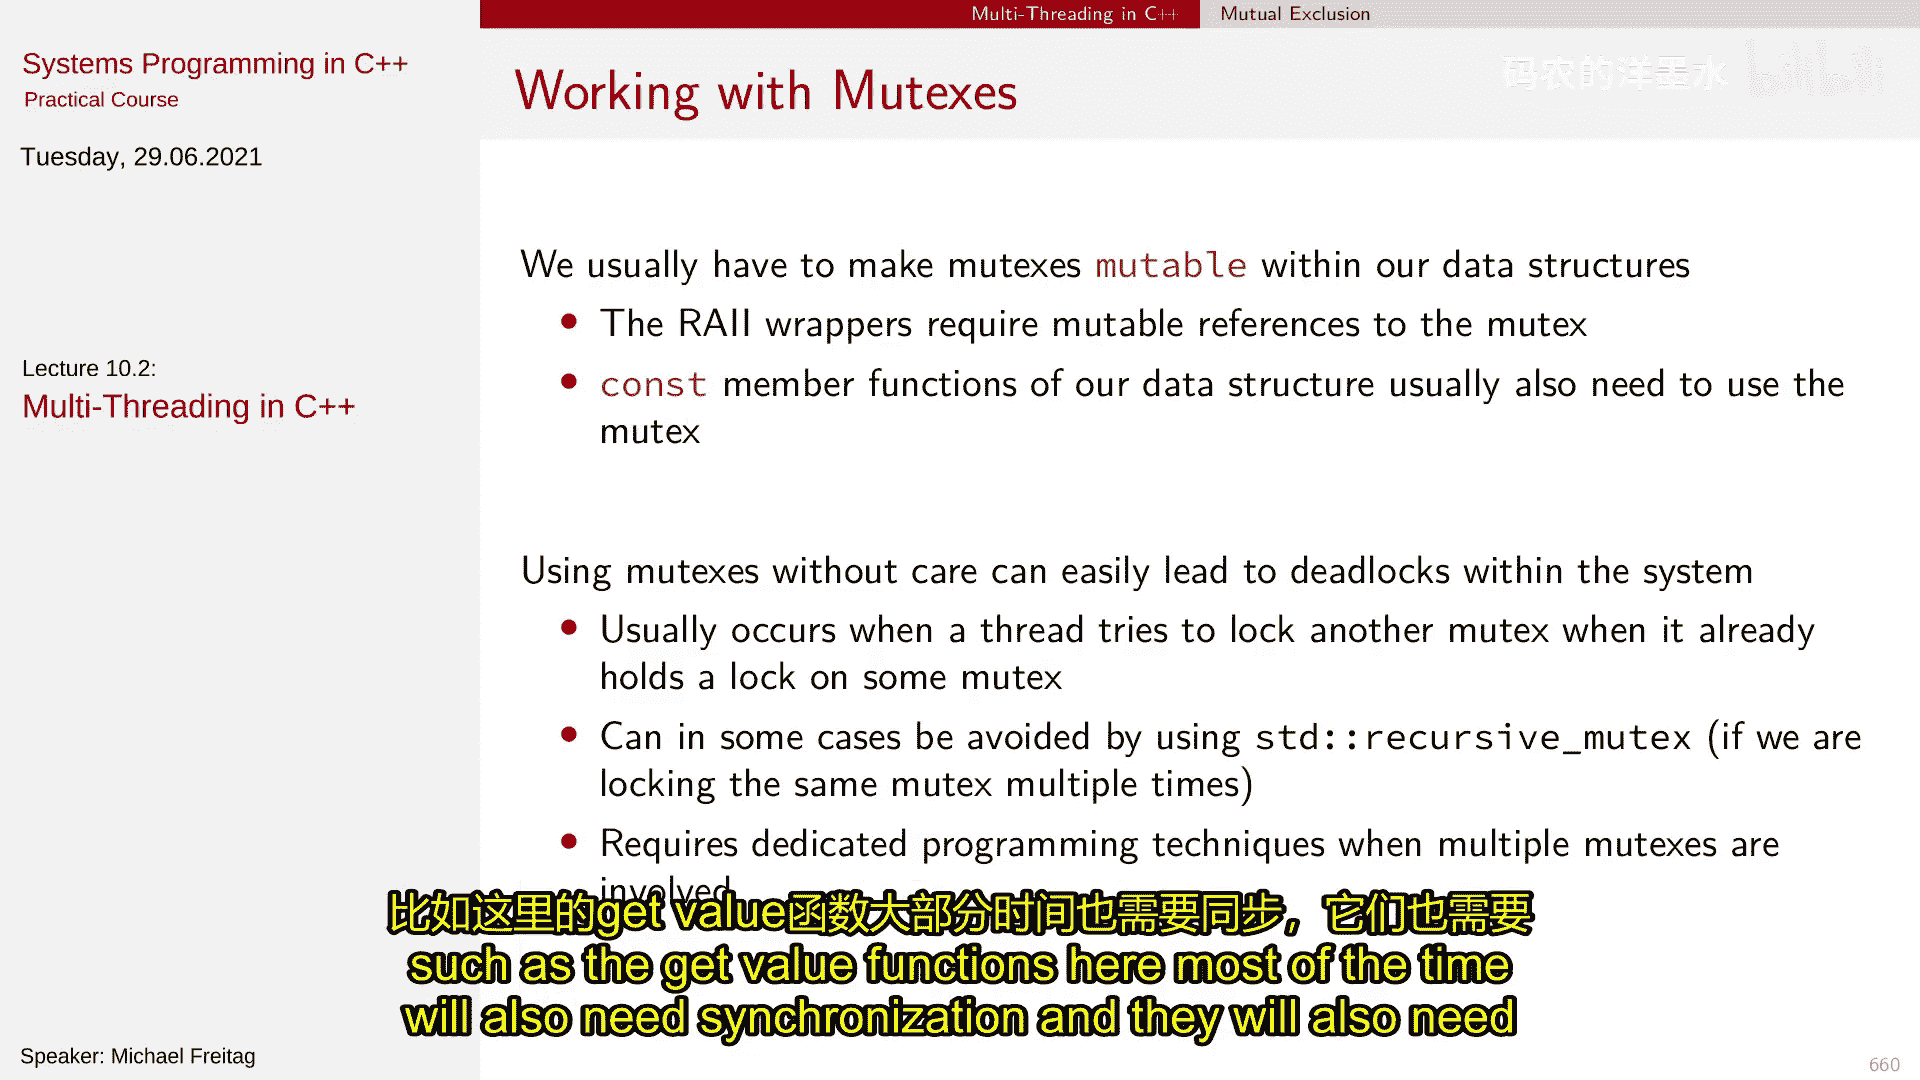 Multi-Threading in C++
Mutual Exclusion
Systems Programming in C++
Practical Course
Tuesday, 29.06.2021
Lecture 10.2:
Multi-Threading in C++
Working with Mutexes
码农的洋墨水 bilibili
We usually have to make mutexes mutable within our data structures
• The RAII wrappers require mutable references to the mutex
• const member functions of our data structure usually also need to use the
mutex
Using mutexes without care can easily lead to deadlocks within the system
• Usually occurs when a thread tries to lock another mutex when it already
holds a lock on some mutex
• Can in some cases be avoided by using std::recursive_mutex (if we are
locking the same mutex multiple times)
• Requires dedicated programming techniques when multiple mutexes are
involved
比如这里的get value函数大部分时间也需要同步，它们也需要
such as the get value functions here most of the time
will also need synchronization and they will also need
Speaker: Michael Freitag
660